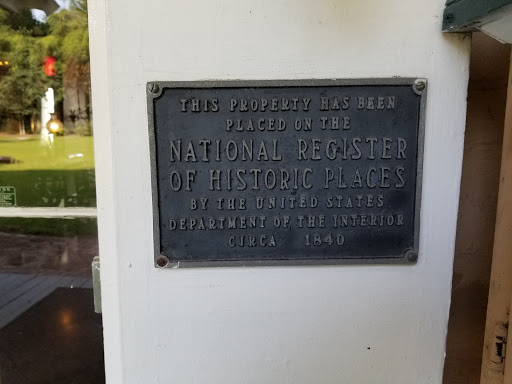 THIS PROPERTY HAS BEEN
PLACED ON THE
NATIONAL REGISTER
OF HISTORIC PLACES
BY THE UNITED STATES
DEPARTMENT OF THE INTERIOR
CIRCA 1840